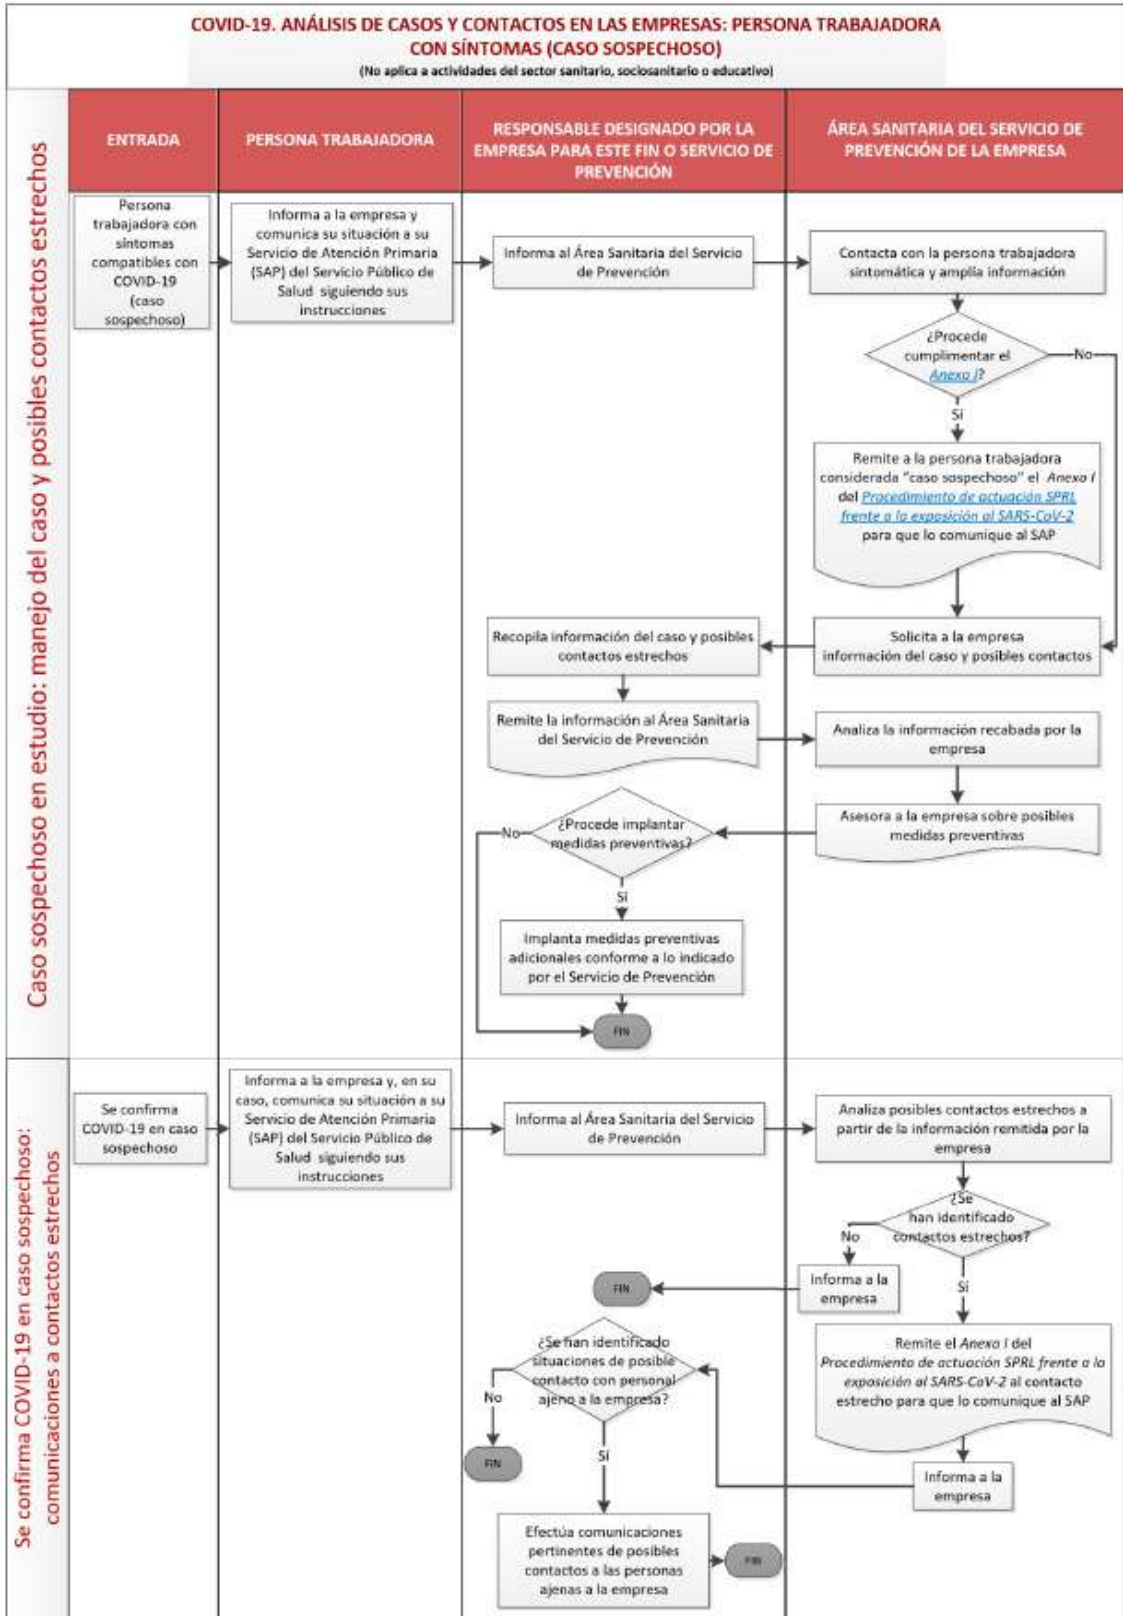 COVID-19. ANÁLISIS DE CASOS Y CONTACTOS EN LAS EMPRESAS: PERSONA TRABAJADORA
CON SÍNTOMAS (CASO SOSPECHOSO)
(No aplica a actividades del sector sanitario, sociosanitario o educativo)
ENTRADA
PERSONA TRABAJADORA
RESPONSABLE DESIGNADO POR LA
EMPRESA PARA ESTE FIN O SERVICIO DE
PREVENCIÓN
ÁREA SANITARIA DEL SERVICIO DE
PREVENCIÓN DE LA EMPRESA
Caso sospechoso en estudio: manejo del caso y posibles contactos estrechos
Persona
trabajadora con
síntomas
compatibles con
COVID-19
(caso
sospechoso)
Informa a la empresa y
comunica su situación a su
Servicio de Atención Primaria
(SAP) del Servicio Público de
Salud siguiendo sus
instrucciones
Informa al Área Sanitaria del Servicio
de Prevención
Contacta con la persona trabajadora
sintomática y amplia información
¿Procede
cumplimentar el
Anexo I?
No
Sí
Remite a la persona trabajadora
considerada "caso sospechoso" el Anexo I
del Procedimiento de actuación SPRL
frente a la exposición al SARS-CoV-2
para que lo comunique al SAP
Solicita a la empresa
información del caso y posibles contactos
Recopila información del caso y posibles
contactos estrechos
Remite la información al Área Sanitaria
del Servicio de Prevención
Analiza la información recabada por la
empresa
Asesora a la empresa sobre posibles
medidas preventivas
¿Procede implantar
medidas preventivas?
No
Sí
Implanta medidas preventivas
adicionales conforme a lo indicado
por el Servicio de Prevención
FIN
Se confirma COVID-19 en caso sospechoso:
comunicaciones a contactos estrechos
Se confirma
COVID-19 en caso
sospechoso
Informa a la empresa y, en su
caso, comunica su situación a su
Servicio de Atención Primaria
(SAP) del Servicio Público de
Salud siguiendo sus
instrucciones
Informa al Área Sanitaria del Servicio
de Prevención
Analiza posibles contactos estrechos a
partir de la información remitida por la
empresa
¿Se
han identificado
contactos estrechos?
No
Sí
Informa a la
empresa
FIN
Remite el Anexo I del
Procedimiento de actuación SPRL frente a la
exposición al SARS-CoV-2 al contacto
estrecho para que lo comunique al SAP
Informa a la
empresa
¿Se han identificado
situaciones de posible
contacto con personal
ajeno a la empresa?
No
FIN
Sí
Efectúa comunicaciones
pertinentes de posibles
contactos a las personas
ajenas a la empresa
FIN